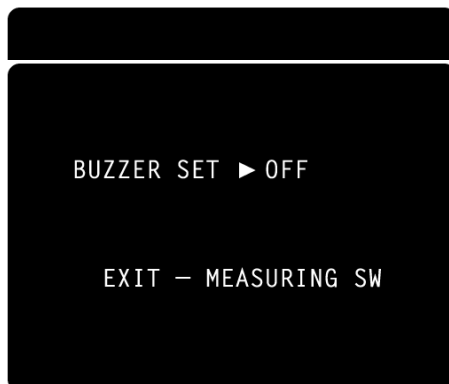 BUZZER SET ► OFF
EXIT — MEASURING SW